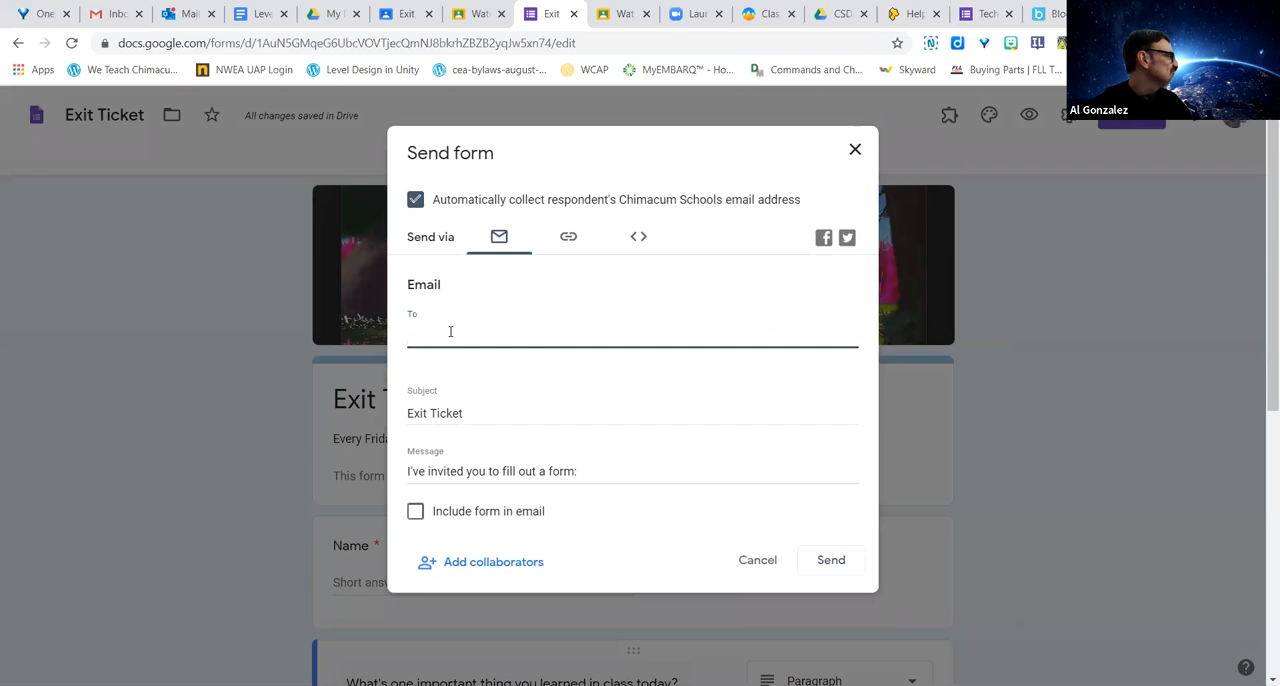 One
Inbc
Mail
Leve
My I
Exit
Wate
Exit
Wat
Lau
Clas
CSD
Help
Tech
Blo
docs.google.com/forms/d/1AuN5GMqeG6UbcVOVTjecQmNJ8bkrhZBZB2yqJw5xn74/edit
Apps
We Teach Chimacu...
NWEA UAP Login
Level Design in Unity
cea-bylaws-august-...
WCAP
MyEMBARQ™ - Ho...
Commands and Ch...
Skyward
Buying Parts | FLL T...
Al Gonzalez
Exit Ticket
All changes saved in Drive
Send form
Automatically collect respondent's Chimacum Schools email address
Send via
Email
To
Subject
Exit Ticket
Message
I've invited you to fill out a form:
Include form in email
Add collaborators
Cancel
Send
Exit
Every Frida
This form
Name *
Short answ
What's one important thing you learned in class today?
Paragraph